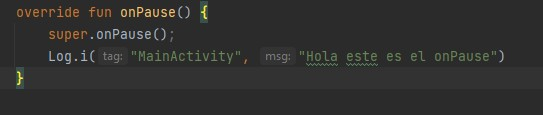 override fun onPause() {
super.onPause();
Log.i( tag: "MainActivity", msg: "Hola este es el onPause")
}